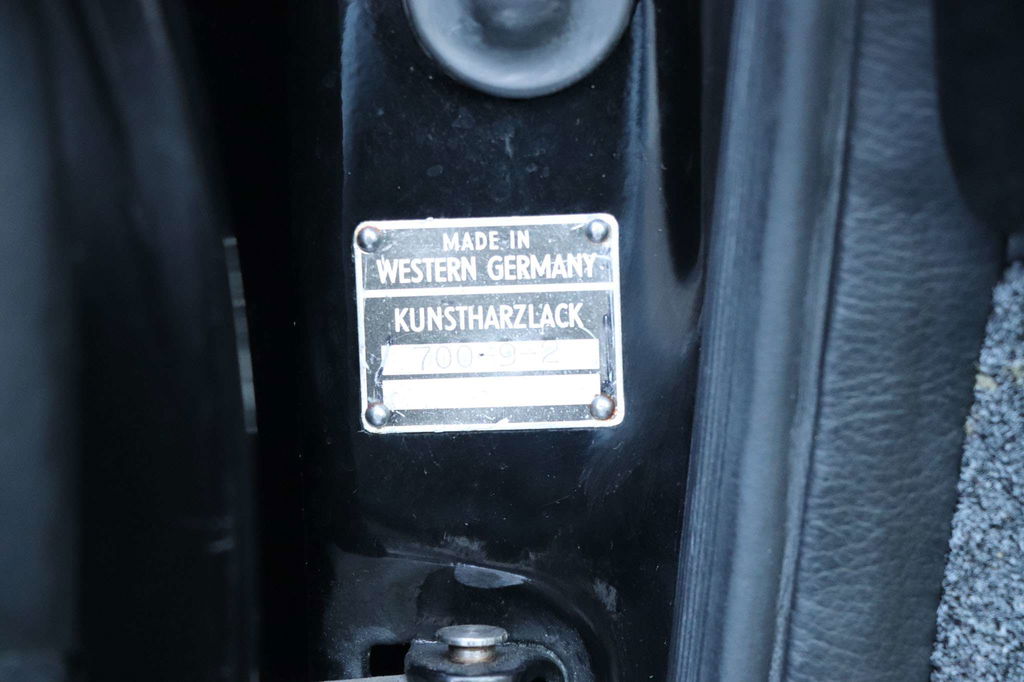 MADE IN
WESTERN GERMANY
KUNSTHARZLACK
700-9-2